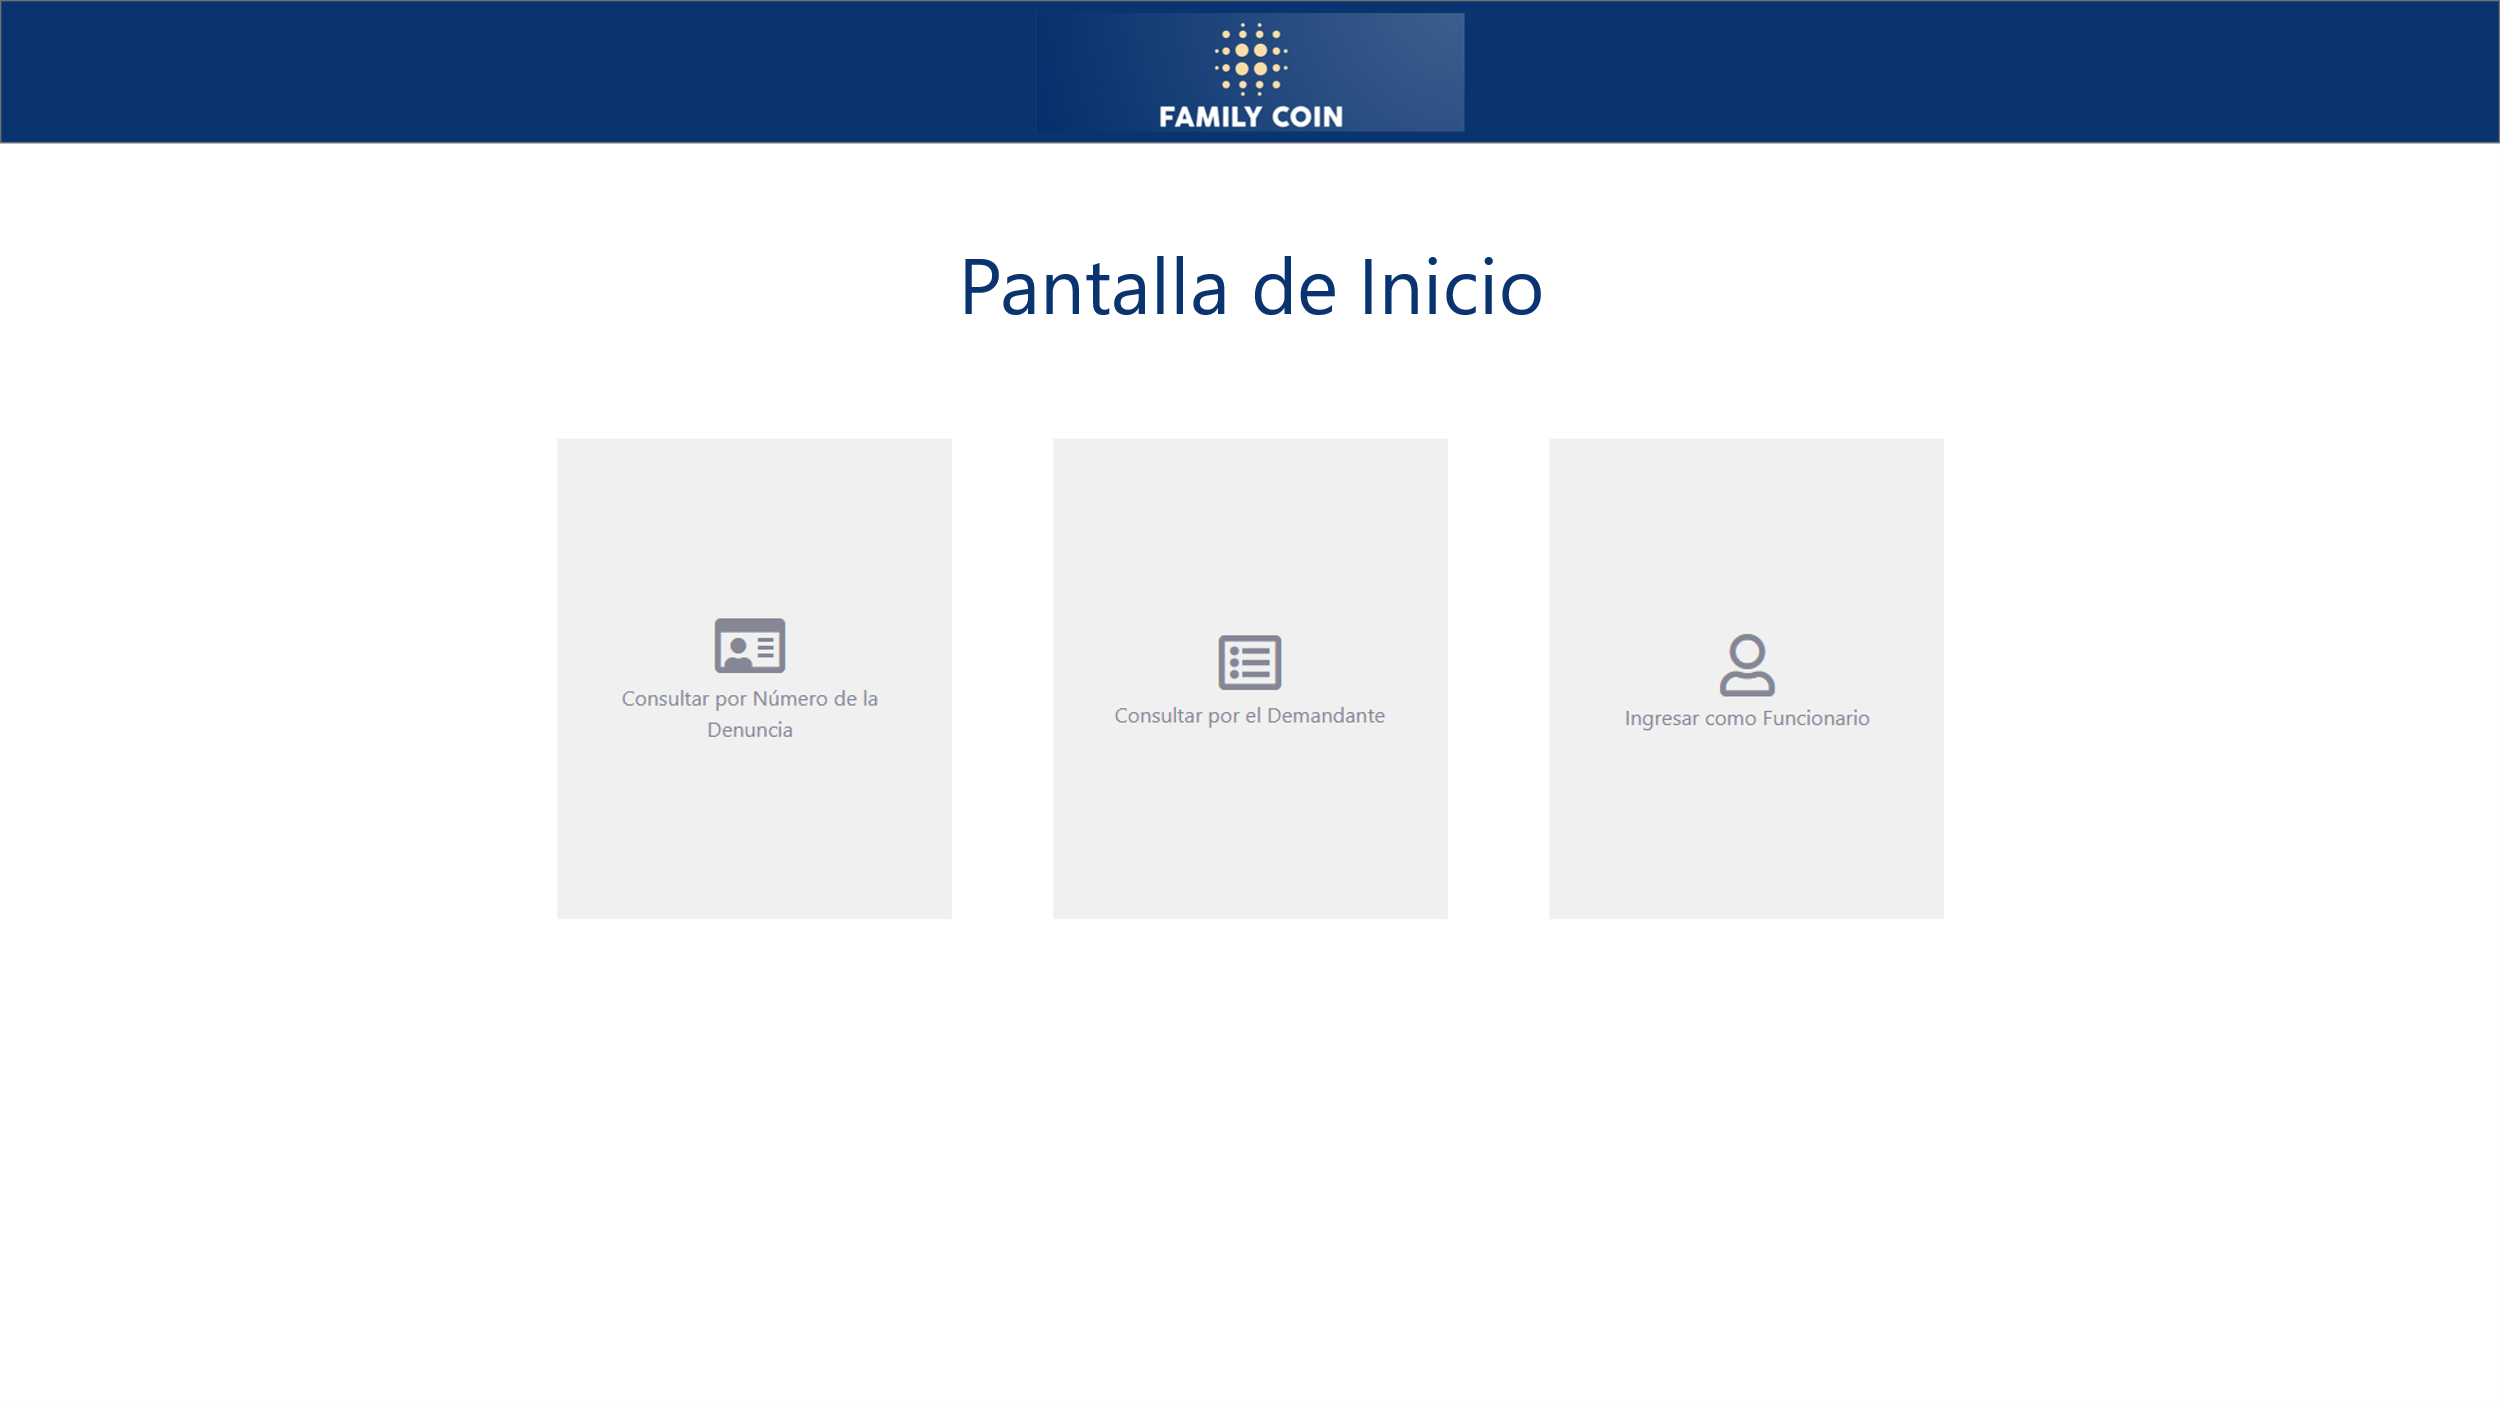 FAMILY COIN
Pantalla de Inicio
Consultar por Número de la
Denuncia
Consultar por el Demandante
Ingresar como Funcionario